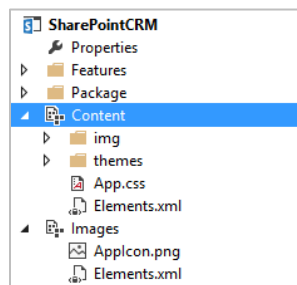 SharePointCRM
Properties
Features
Package
Content
img
themes
App.css
Elements.xml
Images
AppIcon.png
Elements.xml